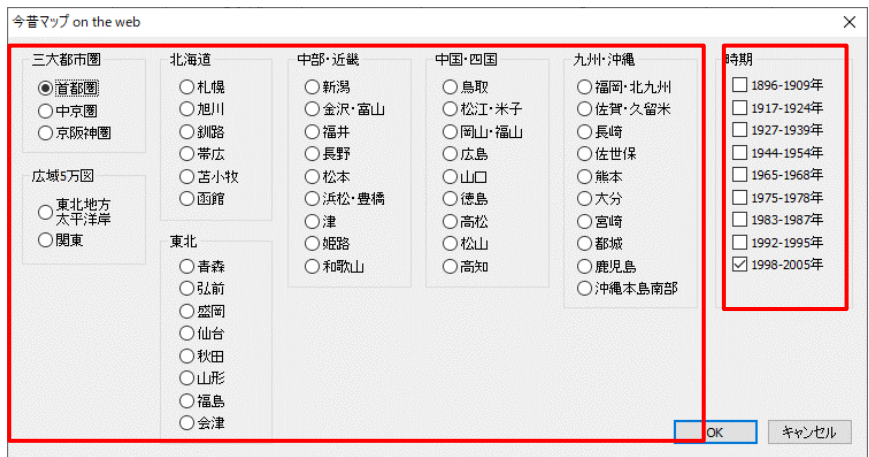 今昔マップ on the web
三大都市圏
首都圏
中京圏
京阪神圏
広域5万図
東北地方
太平洋岸
関東
北海道
札幌
旭川
釧路
帯広
苫小牧
函館
東北
青森
弘前
盛岡
仙台
秋田
山形
福島
会津
中部・近畿
新潟
金沢・富山
福井
長野
松本
浜松・豊橋
津
姫路
和歌山
中国・四国
鳥取
松江・米子
岡山・福山
広島
山口
徳島
高松
松山
高知
九州・沖縄
福岡・北九州
佐賀・久留米
長崎
佐世保
熊本
大分
宮崎
都城
鹿児島
沖縄本島南部
時期
1896-1909年
1917-1924年
1927-1939年
1944-1954年
1965-1968年
1975-1978年
1983-1987年
1992-1995年
1998-2005年
OK
キャンセル